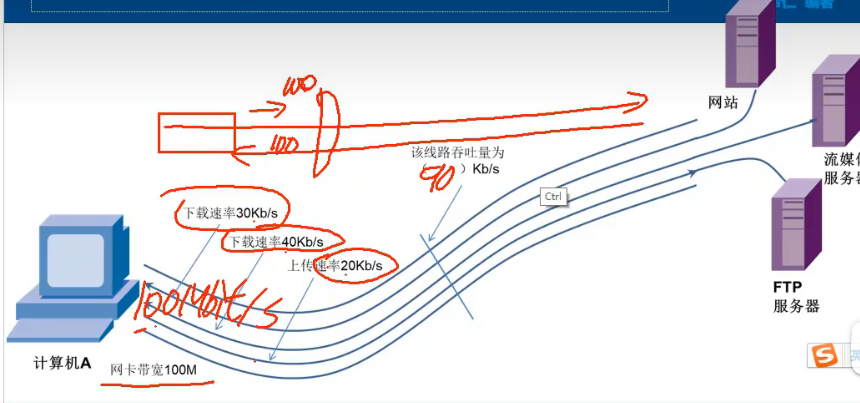 编著
网站
100
100
该线路吞吐量为
(90)Kb/s
流媒体
服务器
Ctrl
下载速率30Kb/s
下载速率40Kb/s
上传速率20Kb/s
100Mbit/s
FTP
服务器
计算机A
网卡带宽100M